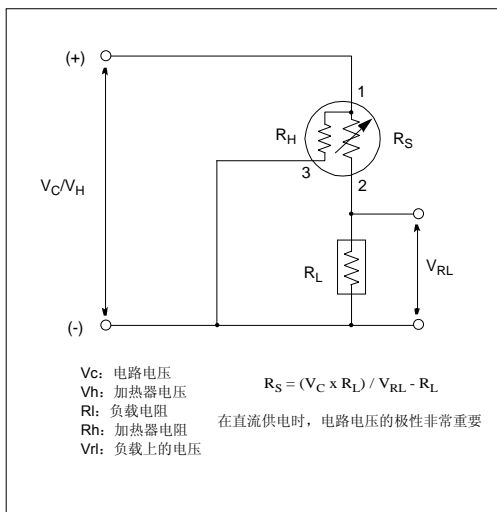 (+)
1
R_H
R_S
3
2
V_C/V_H
R_L
V_RL
(-)
Vc：电路电压
Vh：加热器电压
Rl：负载电阻
Rh：加热器电阻
Vrl：负载上的电压
R_S = (V_C x R_L) / V_RL - R_L
在直流供电时，电路电压的极性非常重要